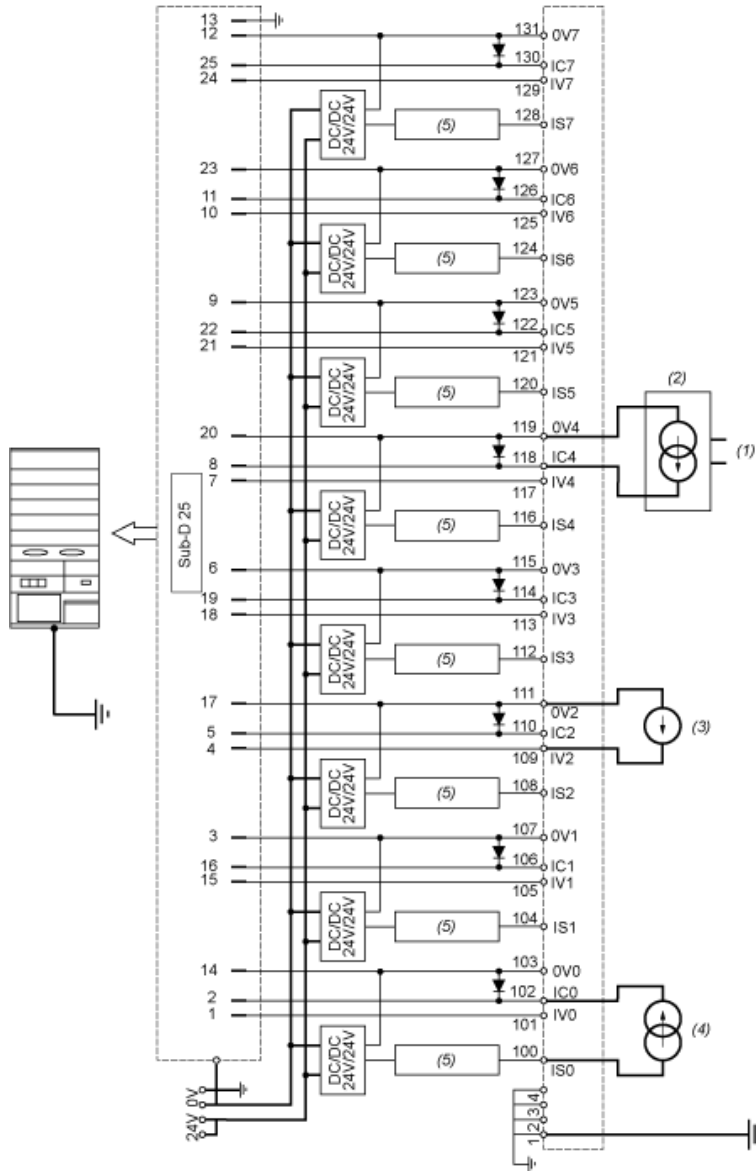 13
12
131 0V7
25
130 IC7
24
IV7
129
DC/DC 24V/24V
(5)
128 IS7
23
127 0V6
11
126 IC6
10
IV6
125
DC/DC 24V/24V
(5)
124 IS6
9
123 0V5
22
122 IC5
21
IV5
121
DC/DC 24V/24V
(5)
120 IS5
(2)
20
119 0V4
(1)
8
118 IC4
7
IV4
117
Sub-D 25
DC/DC 24V/24V
(5)
116 IS4
6
115 0V3
19
114 IC3
18
IV3
113
DC/DC 24V/24V
(5)
112 IS3
17
111 0V2
(3)
5
110 IC2
4
IV2
109
DC/DC 24V/24V
(5)
108 IS2
3
107 0V1
16
106 IC1
15
IV1
105
DC/DC 24V/24V
(5)
104 IS1
14
103 0V0
2
102 IC0
1
IV0
101
(4)
DC/DC 24V/24V
(5)
100 IS0
0V
24V
4
3
2
1